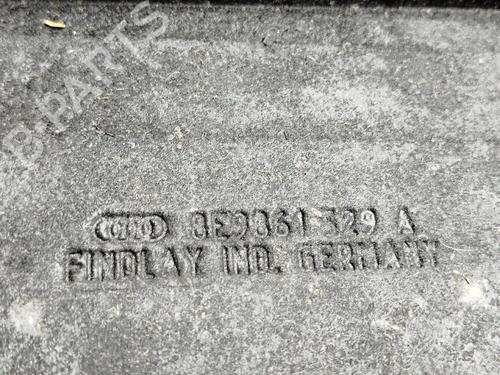 B-PARTS
8E9861 529 A
FINDLAY IND. GERMANY